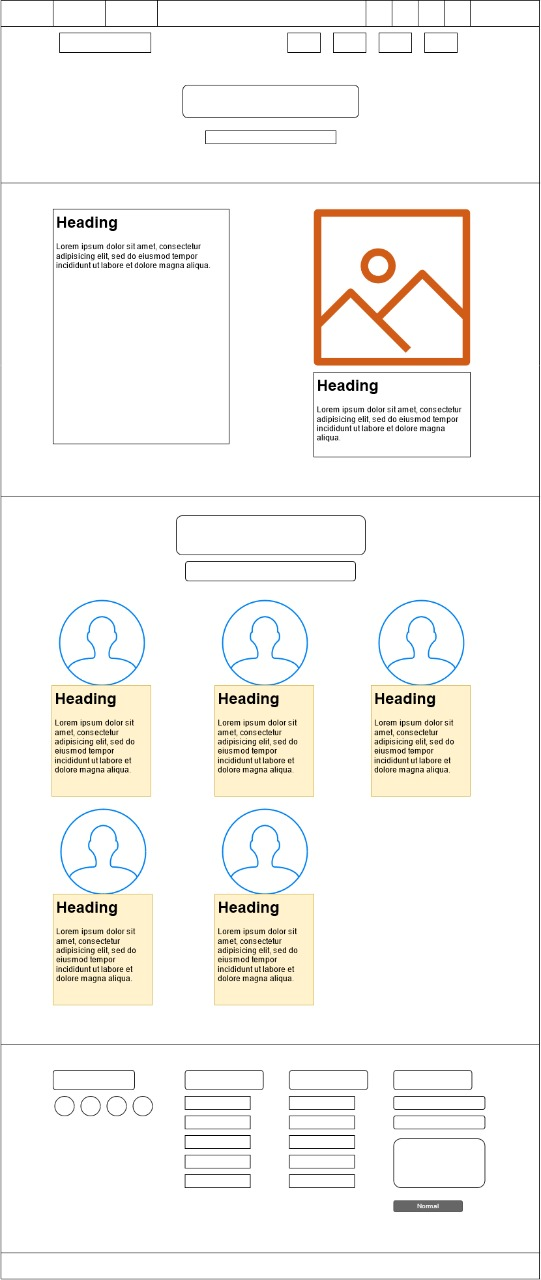 Heading
Lorem ipsum dolor sit amet, consectetur
adipisicing elit, sed do eiusmod tempor
incididunt ut labore et dolore magna aliqua.
Heading
Lorem ipsum dolor sit amet, consectetur
adipisicing elit, sed do eiusmod tempor
incididunt ut labore et dolore magna
aliqua.
Heading
Lorem ipsum dolor sit
amet, consectetur
adipisicing elit, sed do
eiusmod tempor
incididunt ut labore et
dolore magna aliqua.
Heading
Lorem ipsum dolor sit
amet, consectetur
adipisicing elit, sed do
eiusmod tempor
incididunt ut labore et
dolore magna aliqua.
Heading
Lorem ipsum dolor sit
amet, consectetur
adipisicing elit, sed do
eiusmod tempor
incididunt ut labore et
dolore magna aliqua.
Heading
Lorem ipsum dolor sit
amet, consectetur
adipisicing elit, sed do
eiusmod tempor
incididunt ut labore et
dolore magna aliqua.
Heading
Lorem ipsum dolor sit
amet, consectetur
adipisicing elit, sed do
eiusmod tempor
incididunt ut labore et
dolore magna aliqua.
Normal